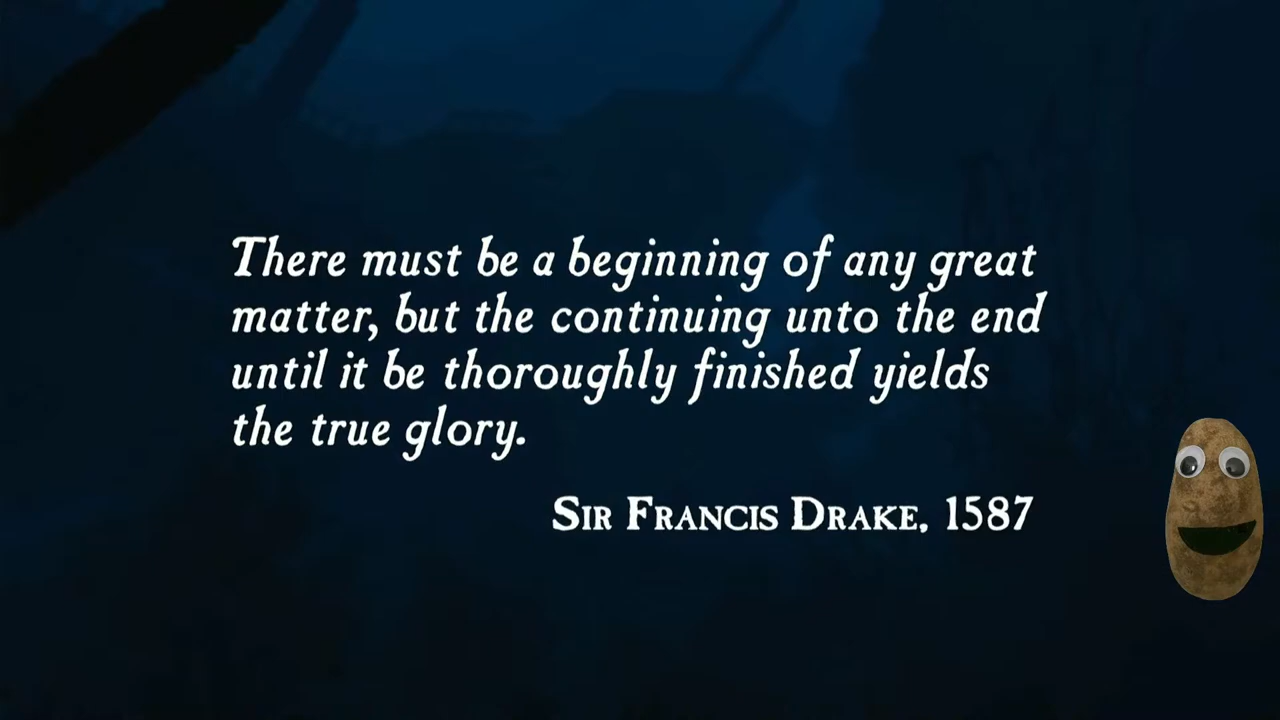 There must be a beginning of any great
matter, but the continuing unto the end
until it be thoroughly finished yields
the true glory.
Sir Francis Drake, 1587